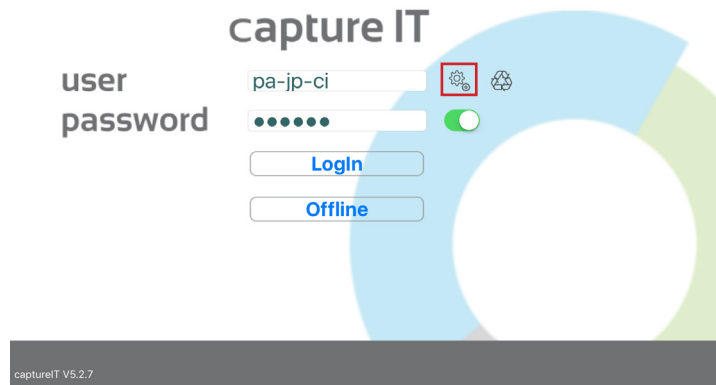 capture IT
user pa-jp-ci
password ●●●●●●
LogIn
Offline
captureIT V5.2.7